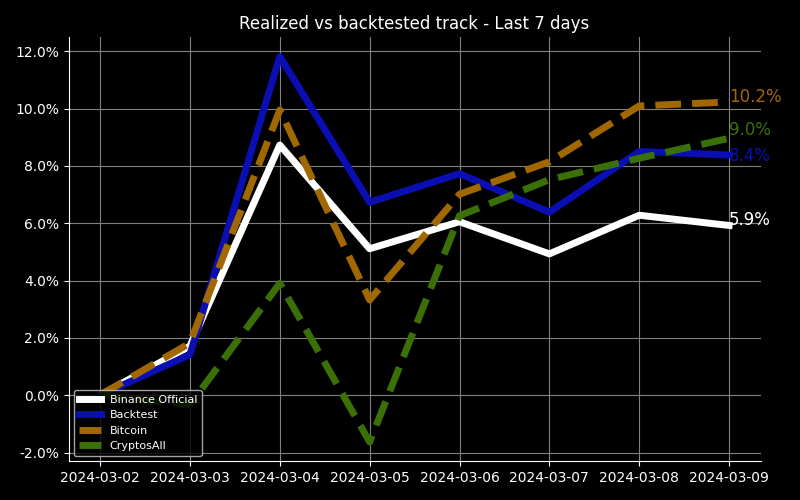 Realized vs backtested track - Last 7 days
12.0%
10.0%
8.0%
6.0%
4.0%
2.0%
0.0%
-2.0%
10.2%
9.0%
8.4%
5.9%
Binance Official
Backtest
Bitcoin
CryptosAll
2024-03-02 2024-03-03 2024-03-04 2024-03-05 2024-03-06 2024-03-07 2024-03-08 2024-03-09